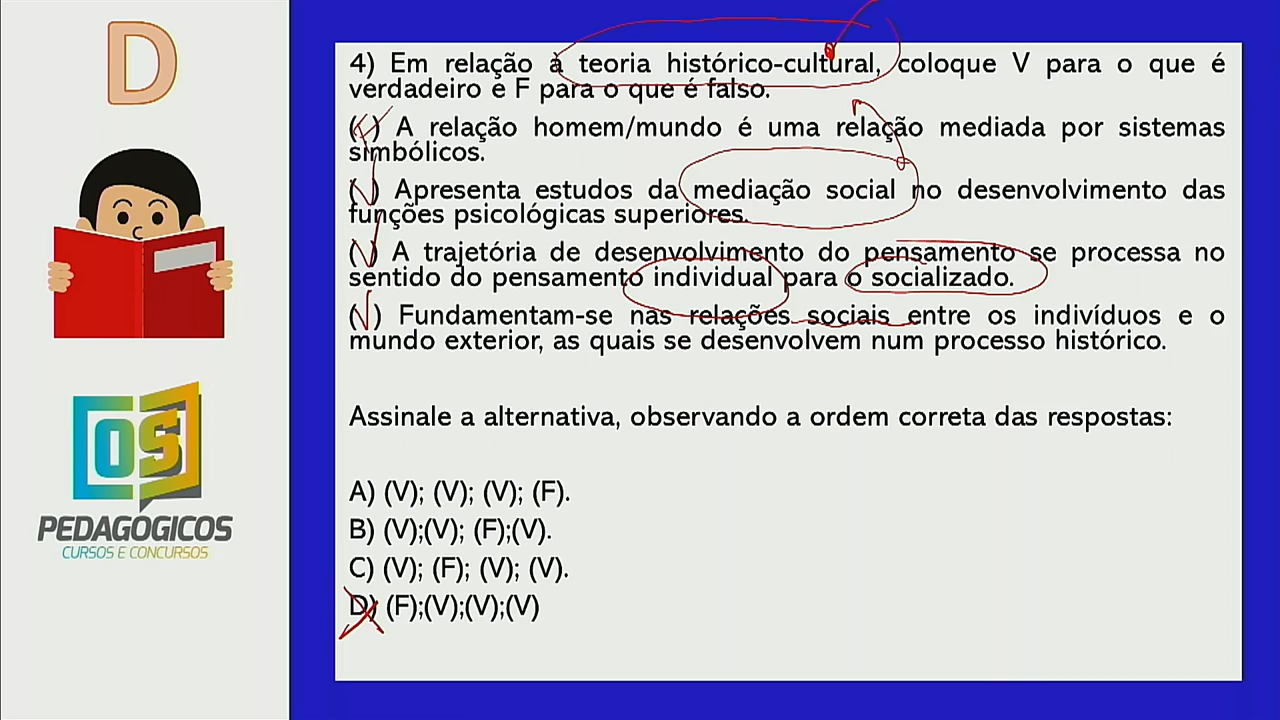 D
4) Em relação à teoria histórico-cultural, coloque V para o que é
verdadeiro e F para o que é falso.
(F) A relação homem/mundo é uma relação mediada por sistemas
simbólicos.
(V) Apresenta estudos da mediação social no desenvolvimento das
funções psicológicas superiores.
(V) A trajetória de desenvolvimento do pensamento se processa no
sentido do pensamento individual para o socializado.
(V) Fundamentam-se nas relações sociais entre os indivíduos e o
mundo exterior, as quais se desenvolvem num processo histórico.
Assinale a alternativa, observando a ordem correta das respostas:
A) (V); (V); (V); (F).
B) (V);(V); (F);(V).
C) (V); (F); (V); (V).
D) (F);(V);(V);(V)
OS
PEDAGÓGICOS
CURSOS E CONCURSOS